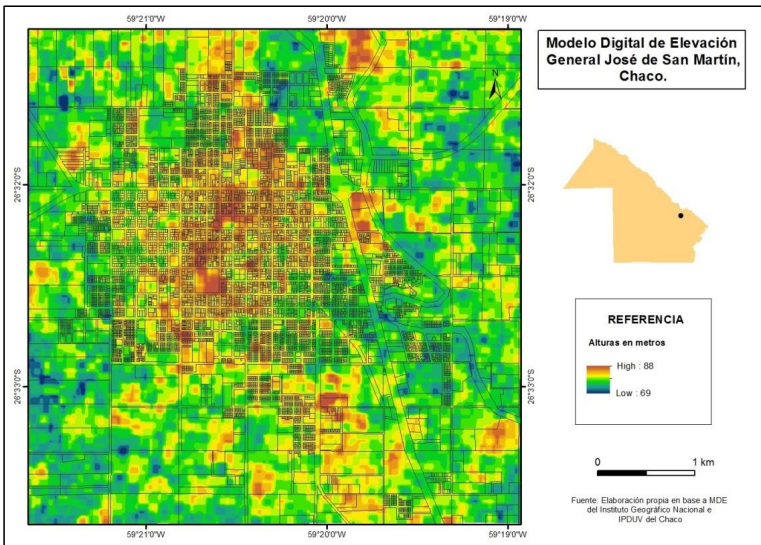 59°21'0"W
59°20'0"W
59°19'0"W
26°32'0"S
26°33'0"S
26°32'0"S
26°33'0"S
59°21'0"W
59°20'0"W
59°19'0"W
N
Modelo Digital de Elevación
General José de San Martín,
Chaco.
REFERENCIA
Alturas en metros
High : 88
Low : 69
0 1 km
Fuente: Elaboración propia en base a MDE
del Instituto Geográfico Nacional e
IPDUV del Chaco